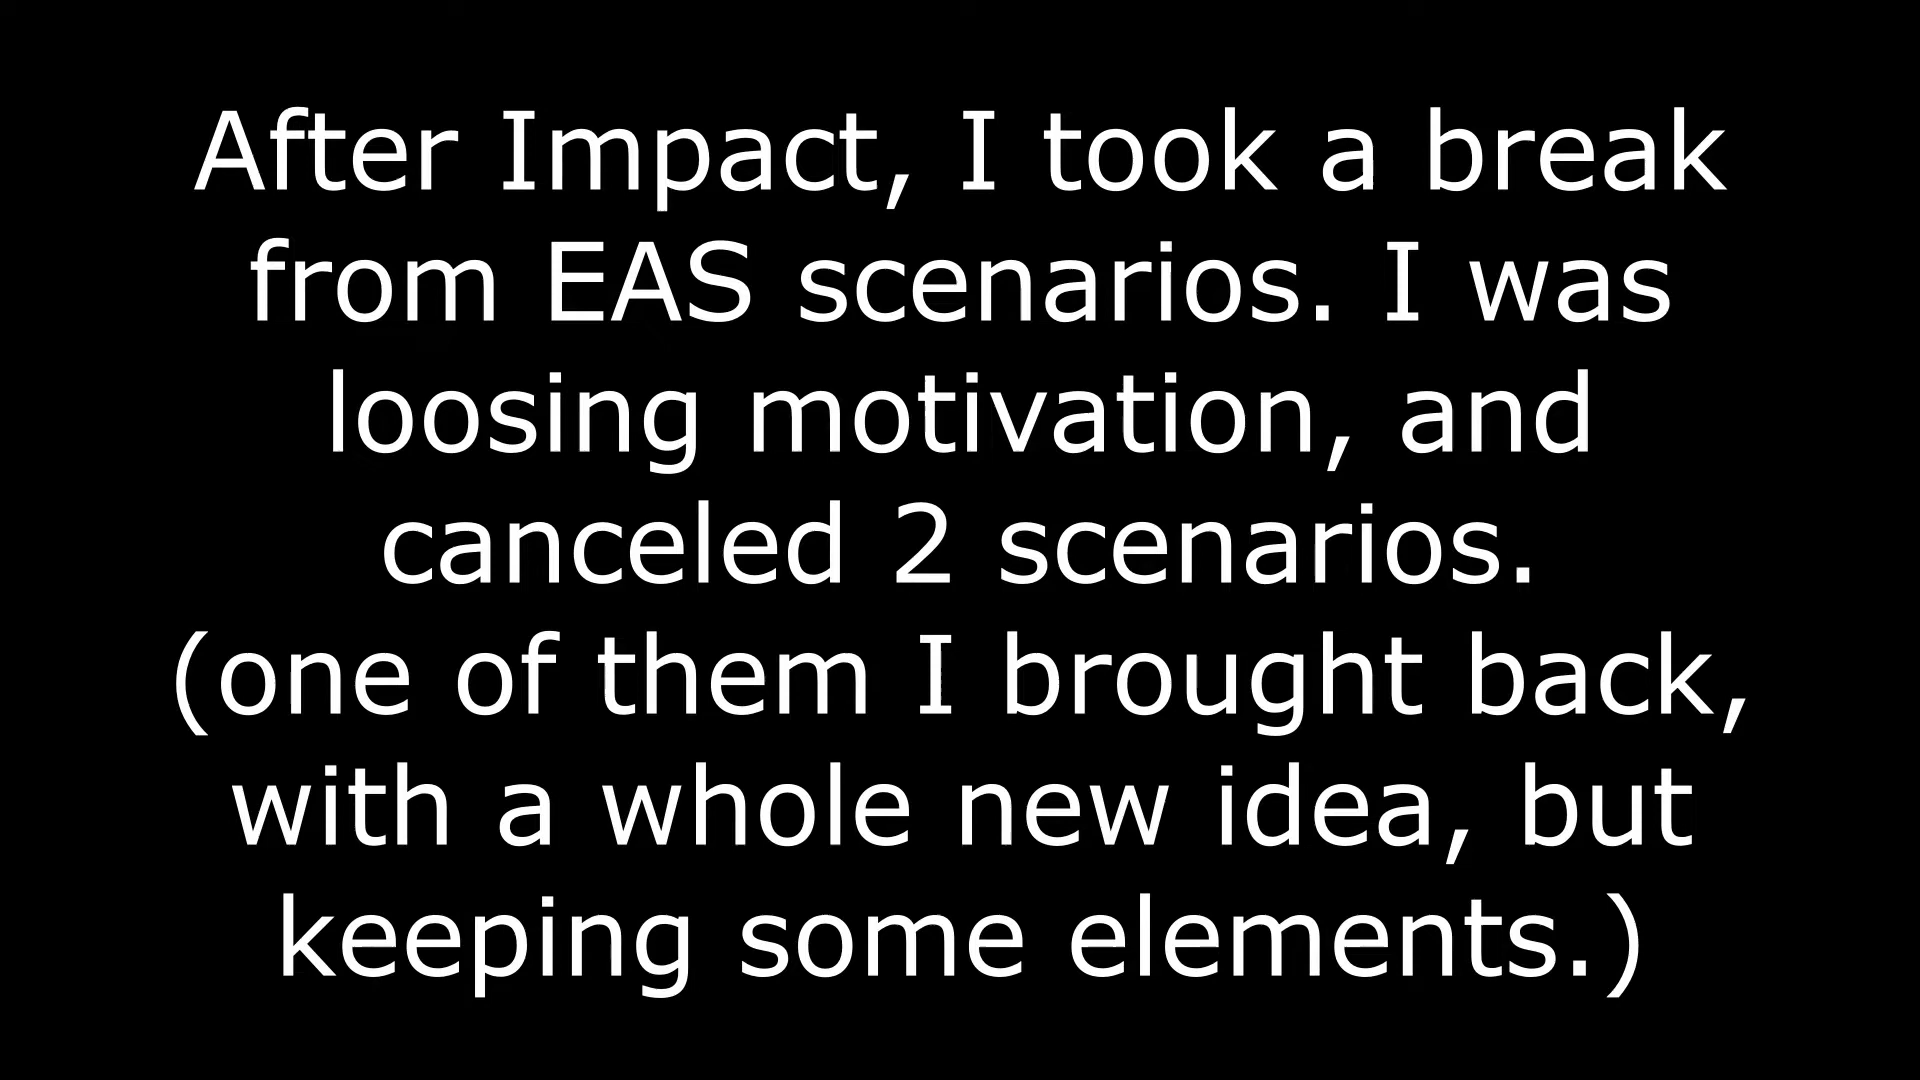 After Impact, I took a break
from EAS scenarios. I was
loosing motivation, and
canceled 2 scenarios.
(one of them I brought back,
with a whole new idea, but
keeping some elements.)